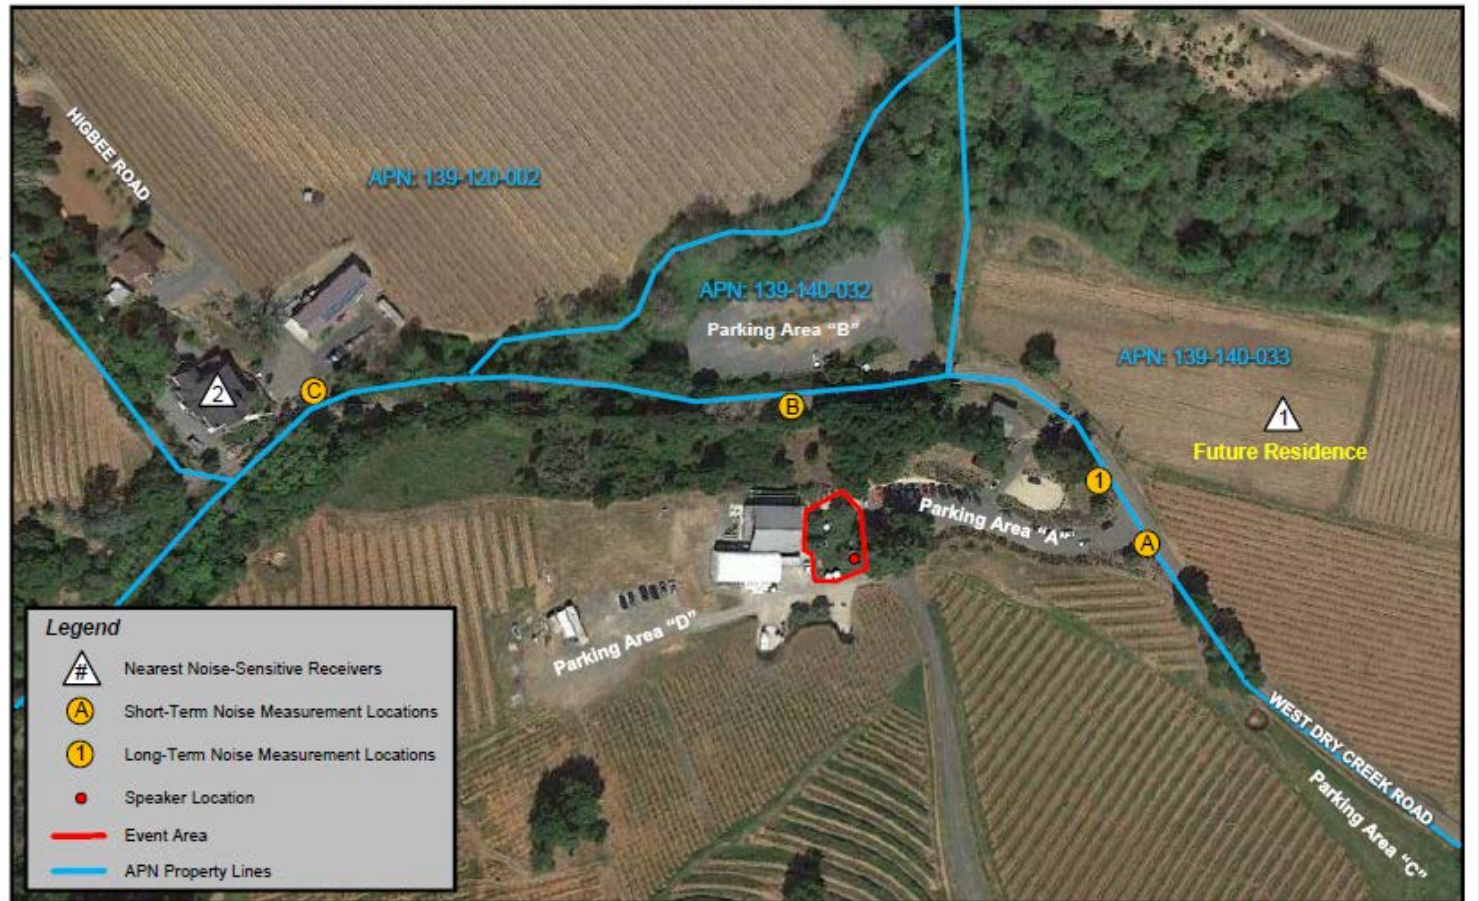 HIGBEE ROAD
APN: 139-120-002
APN: 139-140-032
Parking Area “B”
APN: 139-140-033
2
C
B
1
Future Residence
1
Parking Area “A”
A
Parking Area “D”
WEST DRY CREEK ROAD
Parking Area “C”
Legend
# Nearest Noise-Sensitive Receivers
A Short-Term Noise Measurement Locations
1 Long-Term Noise Measurement Locations
Speaker Location
Event Area
APN Property Lines